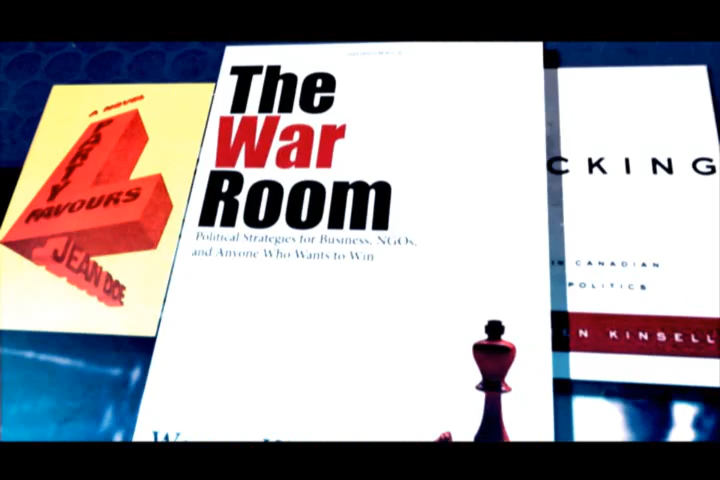 A NOVEL
PARTY
FAVOURS
JEAN DOE
The
War
Room
Political Strategies for Business, NGOs,
and Anyone Who Wants to Win
CKING
CANADIAN
POLITICS
N KINSELL